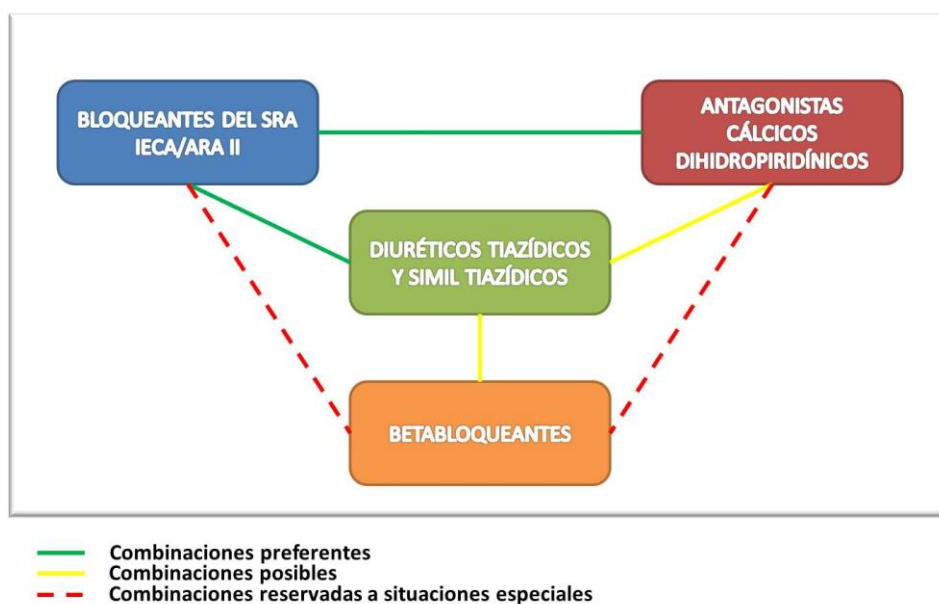 BLOQUEANTES DEL SRA
IECA/ARA II
ANTAGONISTAS
CÁLCICOS
DIHIDROPIRIDÍNICOS
DIURÉTICOS TIAZÍDICOS
Y SIMIL TIAZÍDICOS
BETABLOQUEANTES
Combinaciones preferentes
Combinaciones posibles
Combinaciones reservadas a situaciones especiales